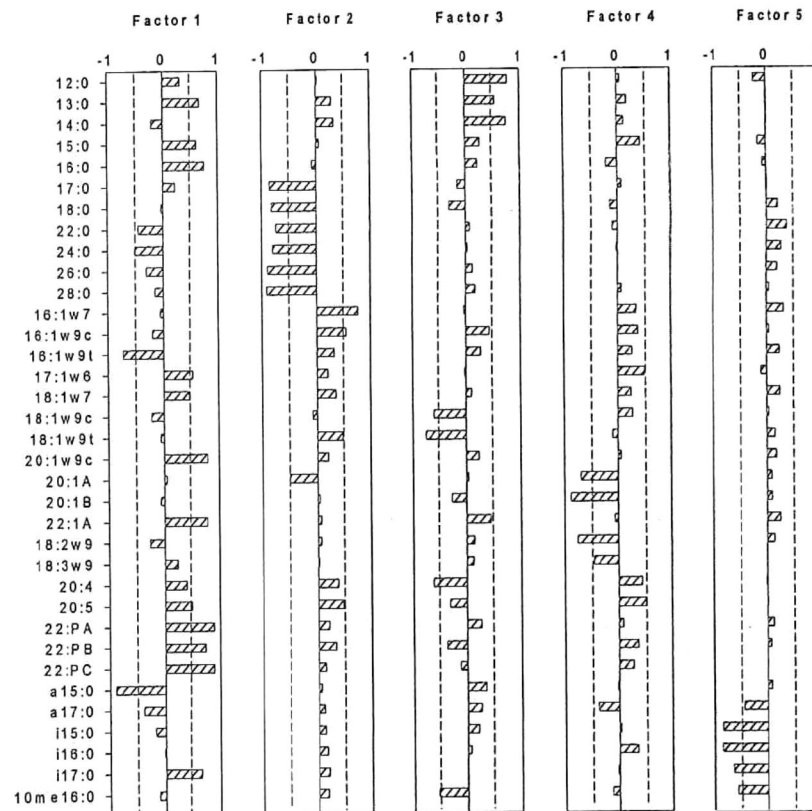 Factor 1 Factor 2 Factor 3 Factor 4 Factor 5
-1 0 1 -1 0 1 -1 0 1 -1 0 1 -1 0 1
12:0
13:0
14:0
15:0
16:0
17:0
18:0
22:0
24:0
26:0
28:0
16:1w7
16:1w9c
16:1w9t
17:1w6
18:1w7
18:1w9c
18:1w9t
20:1w9c
20:1A
20:1B
22:1A
18:2w9
18:3w9
20:4
20:5
22:PA
22:PB
22:PC
a15:0
a17:0
i15:0
i16:0
i17:0
10me16:0